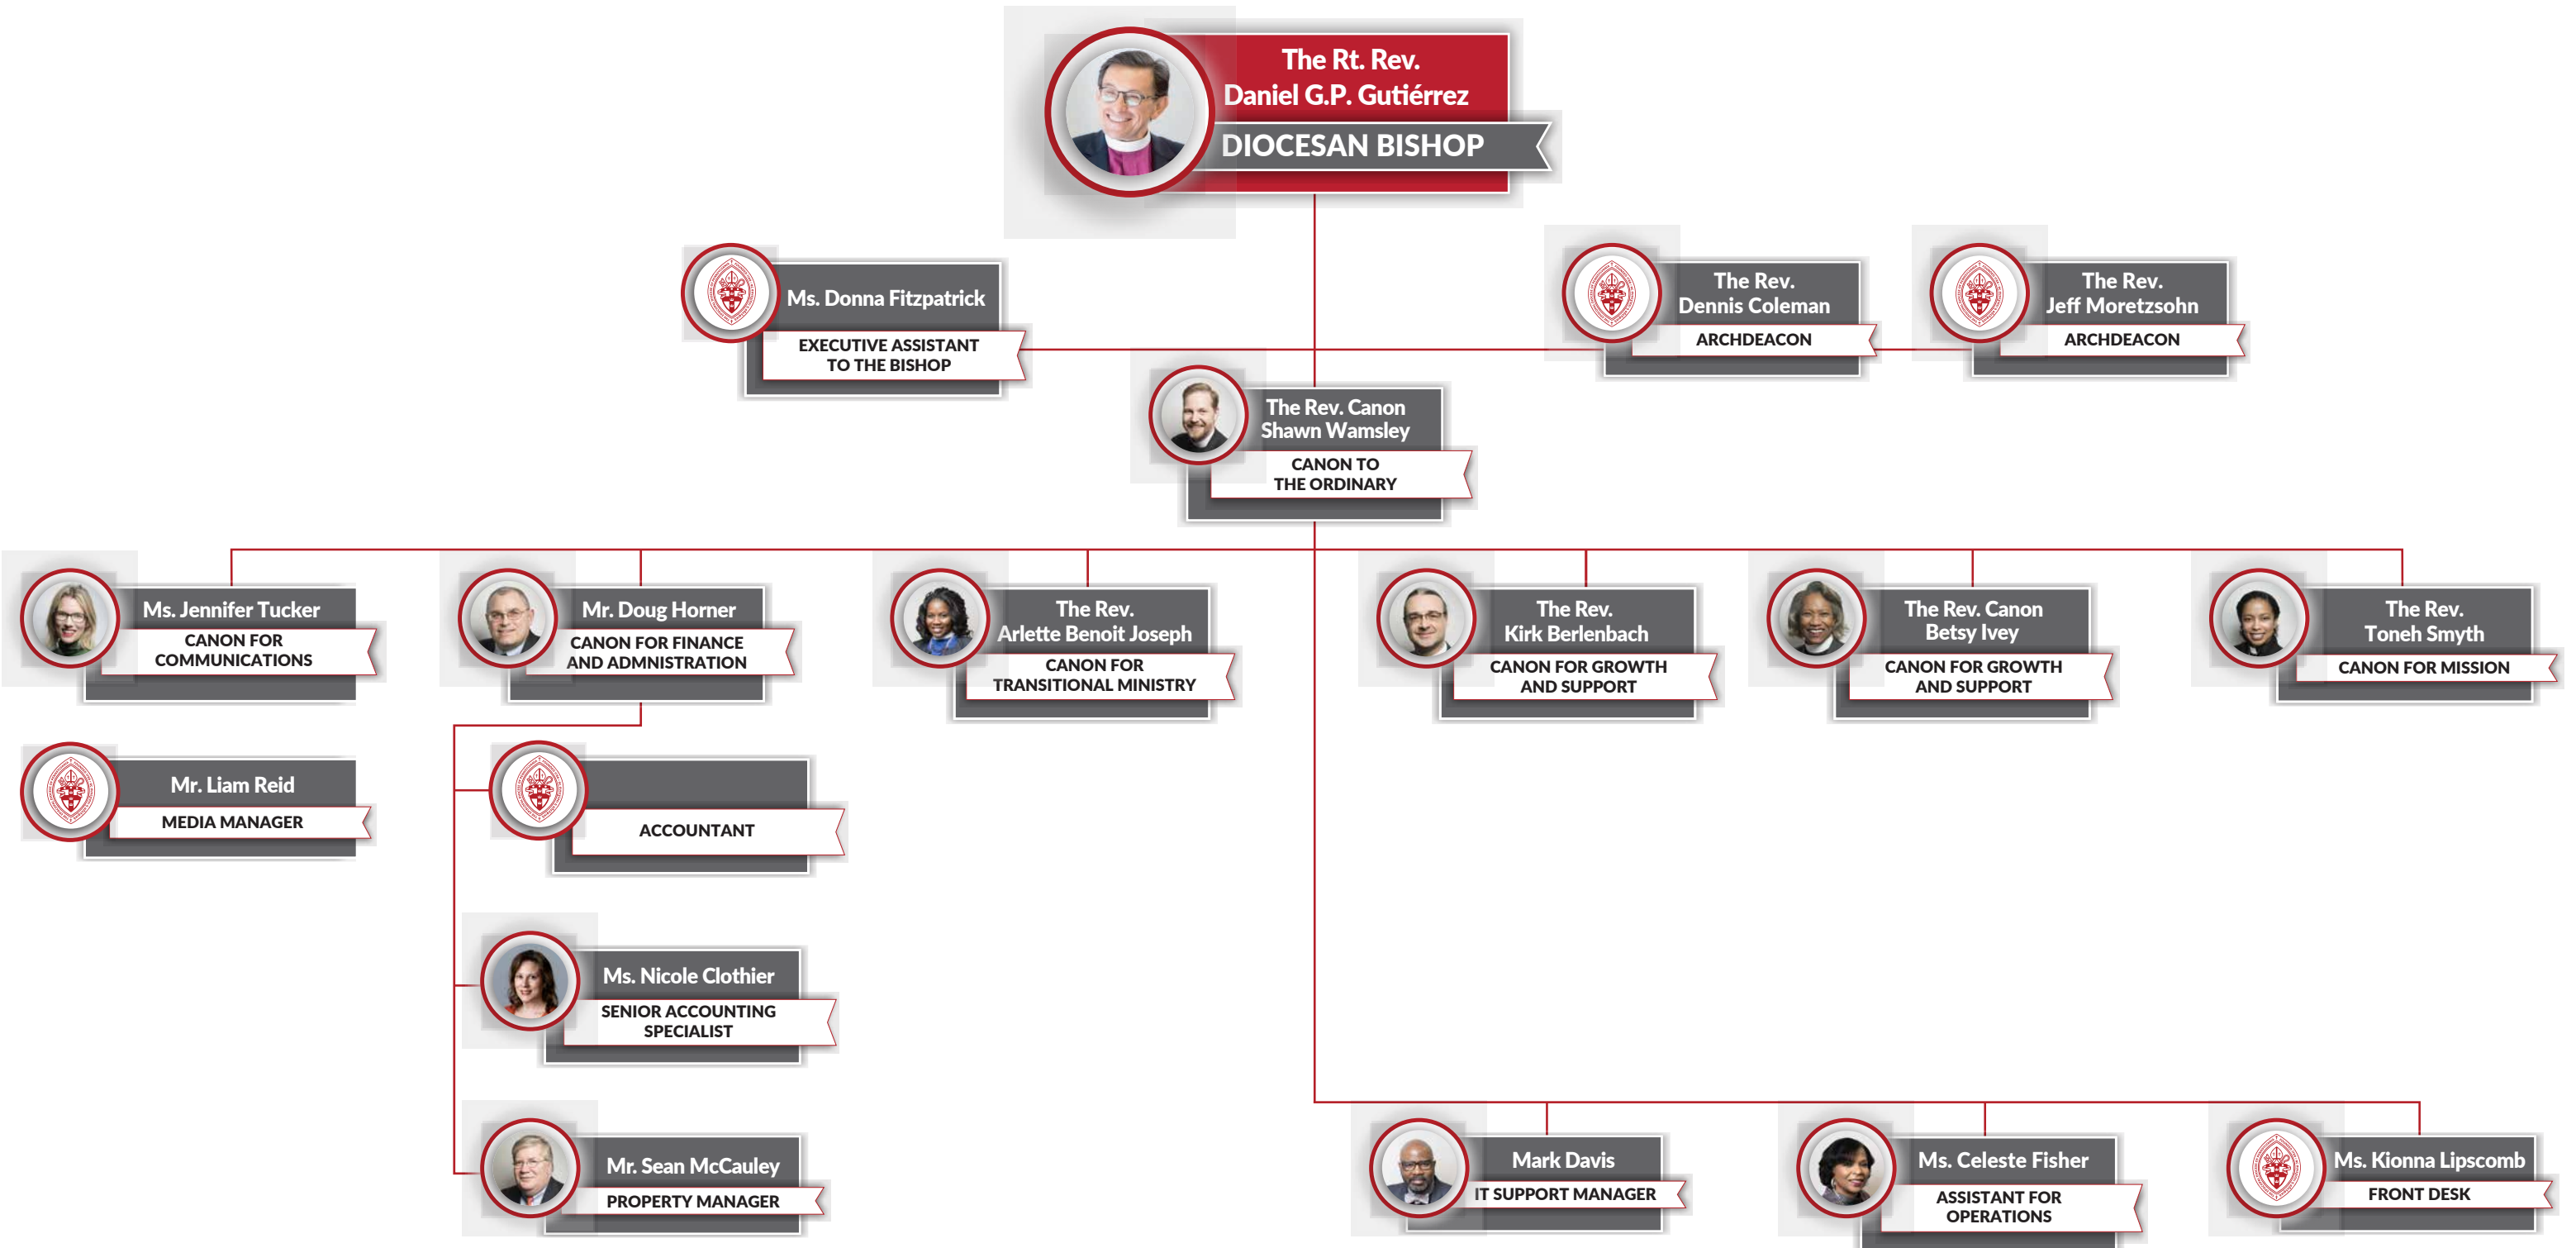 The Rt. Rev.
Daniel G.P. Gutiérrez
DIOCESAN BISHOP
Ms. Donna Fitzpatrick
EXECUTIVE ASSISTANT
TO THE BISHOP
The Rev.
Dennis Coleman
ARCHDEACON
The Rev.
Jeff Moretzsohn
ARCHDEACON
The Rev. Canon
Shawn Wamsley
CANON TO
THE ORDINARY
Ms. Jennifer Tucker
CANON FOR
COMMUNICATIONS
Mr. Doug Horner
CANON FOR FINANCE
AND ADMNISTRATION
The Rev.
Arlette Benoit Joseph
CANON FOR
TRANSITIONAL MINISTRY
The Rev.
Kirk Berlenbach
CANON FOR GROWTH
AND SUPPORT
The Rev. Canon
Betsy Ivey
CANON FOR GROWTH
AND SUPPORT
The Rev.
Toneh Smyth
CANON FOR MISSION
Mr. Liam Reid
MEDIA MANAGER
ACCOUNTANT
Ms. Nicole Clothier
SENIOR ACCOUNTING
SPECIALIST
Mr. Sean McCauley
PROPERTY MANAGER
Mark Davis
IT SUPPORT MANAGER
Ms. Celeste Fisher
ASSISTANT FOR
OPERATIONS
Ms. Kionna Lipscomb
FRONT DESK